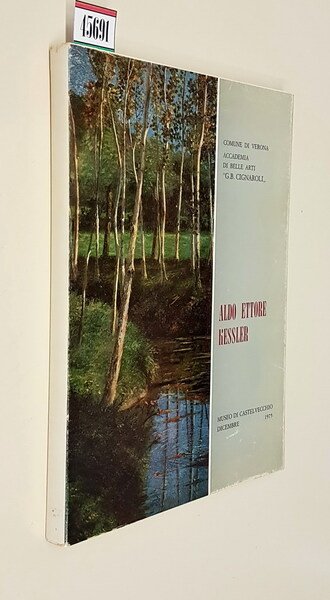 45691
COMUNE DI VERONA
ACCADEMIA
DI BELLE ARTI
"G.B. CIGNAROLI„
ALDO ETTORE
KESSLER
MUSEO DI CASTELVECCHIO
DICEMBRE 1975